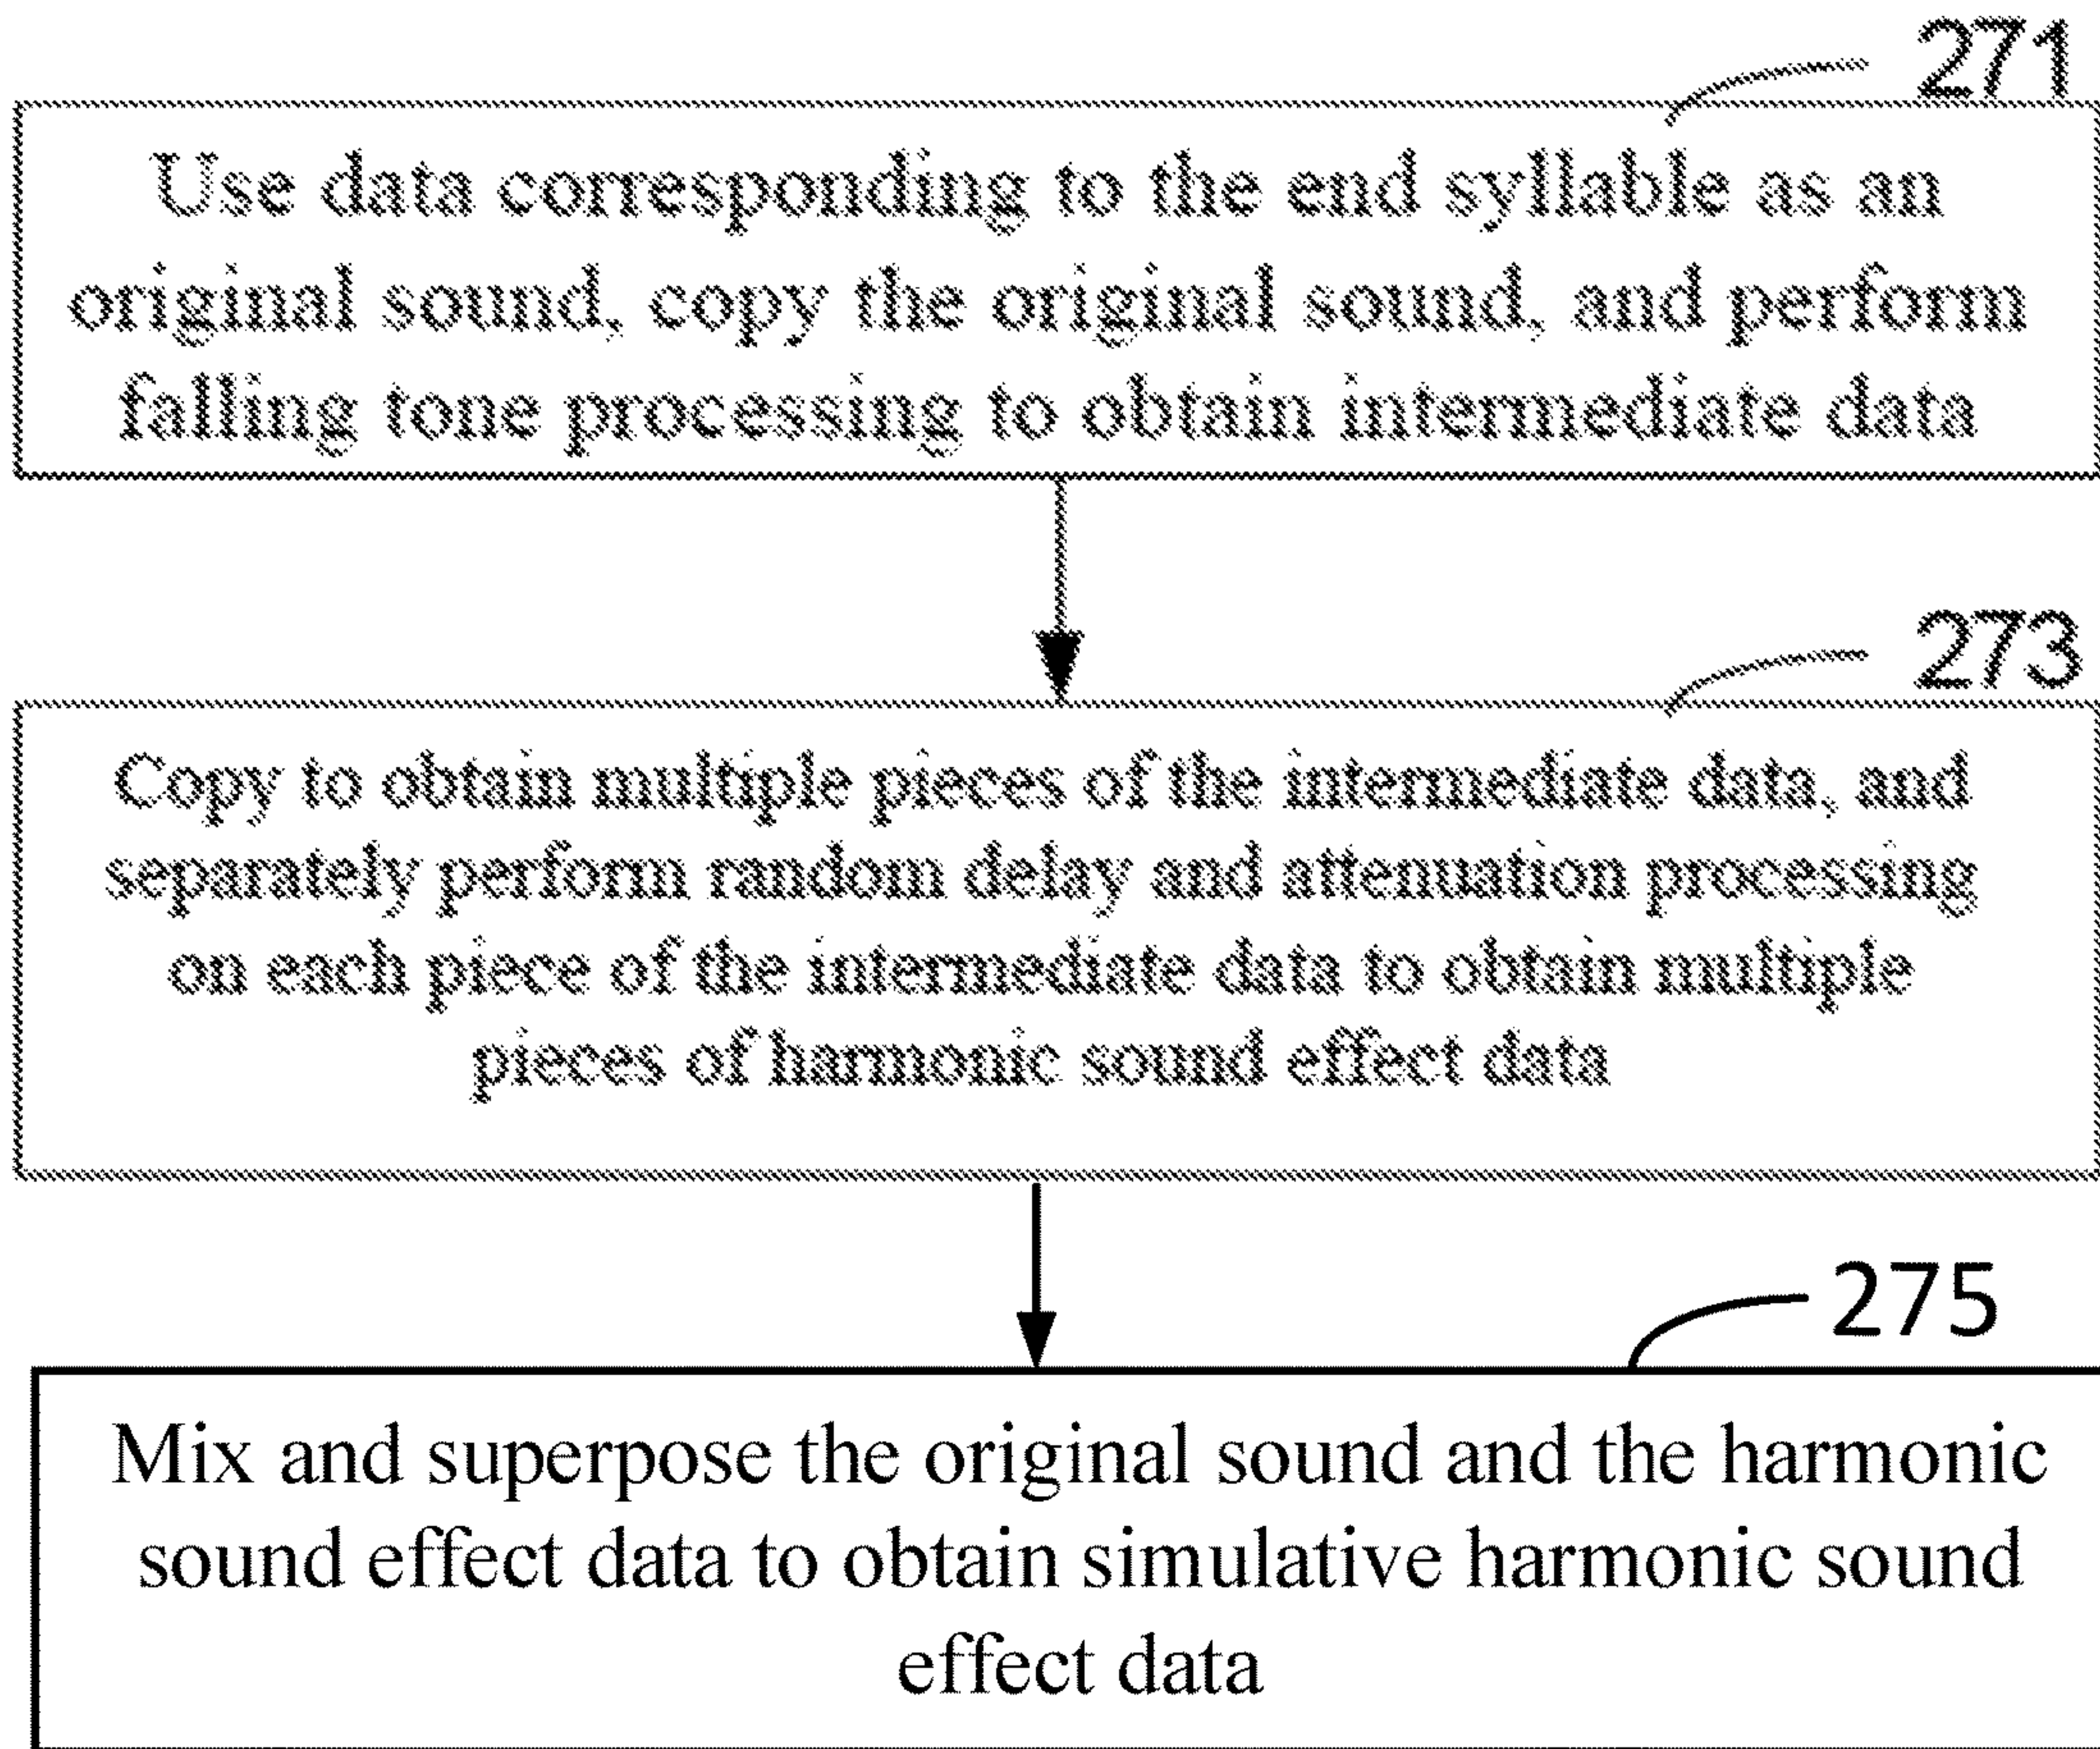 271
Use data corresponding to the end syllable as an
original sound, copy the original sound, and perform
falling tone processing to obtain intermediate data
273
Copy to obtain multiple pieces of the intermediate data, and
separately perform random delay and attenuation processing
on each piece of the intermediate data to obtain multiple
pieces of harmonic sound effect data
275
Mix and superpose the original sound and the harmonic
sound effect data to obtain simulative harmonic sound
effect data